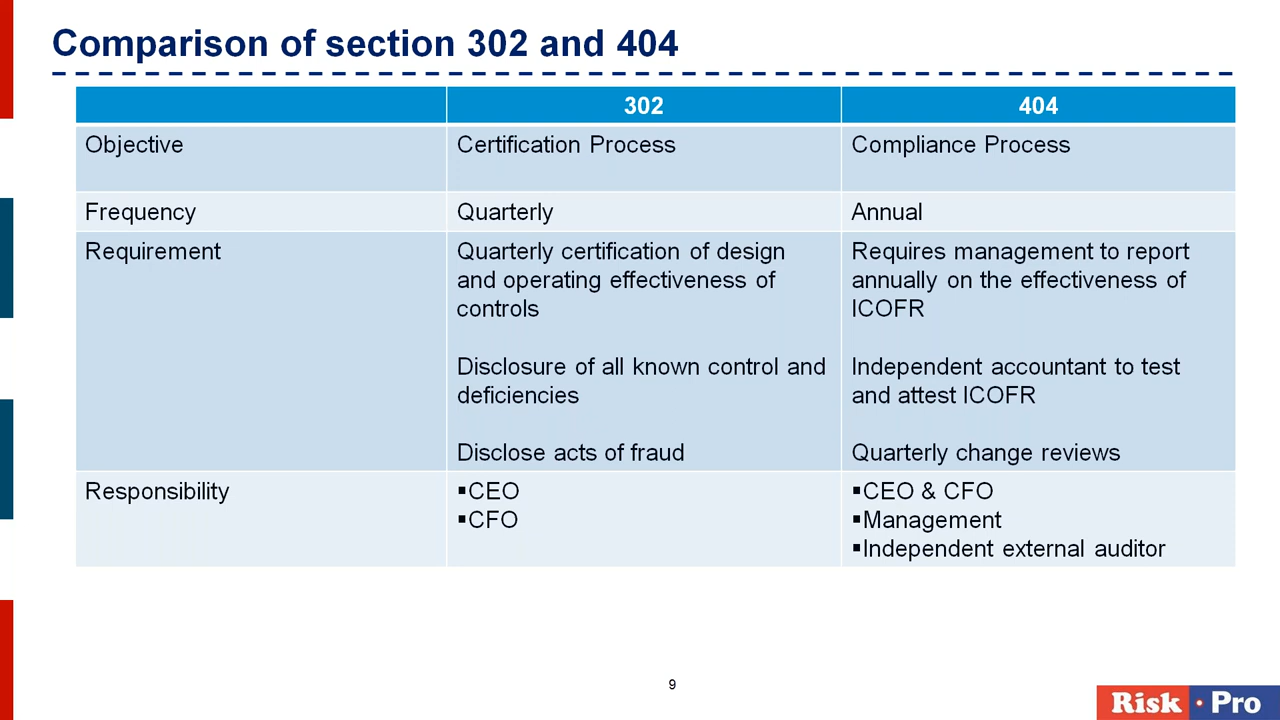 Comparison of section 302 and 404
302
404
Objective
Certification Process
Compliance Process
Frequency
Quarterly
Annual
Requirement
Quarterly certification of design
and operating effectiveness of
controls
Disclosure of all known control and
deficiencies
Disclose acts of fraud
Requires management to report
annually on the effectiveness of
ICOFR
Independent accountant to test
and attest ICOFR
Quarterly change reviews
Responsibility
▪CEO
▪CFO
▪CEO & CFO
▪Management
▪Independent external auditor
9
Risk · Pro